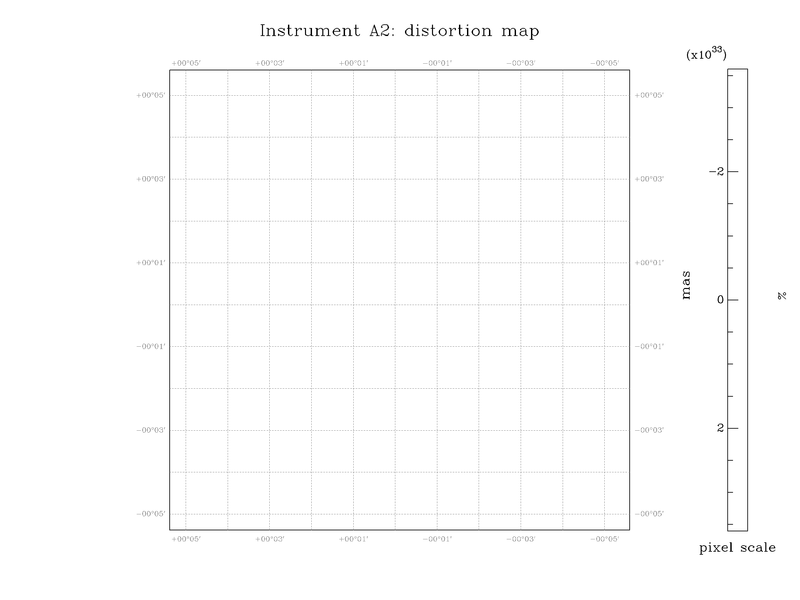 Instrument A2: distortion map
(x10³³)
+00°05' +00°03' +00°01' −00°01' −00°03' −00°05'
+00°05' +00°05'
+00°03' +00°03'
−2
+00°01' +00°01'
mas
0
%
−00°01' −00°01'
−00°03' −00°03'
2
−00°05' −00°05'
+00°05' +00°03' +00°01' −00°01' −00°03' −00°05'
pixel scale